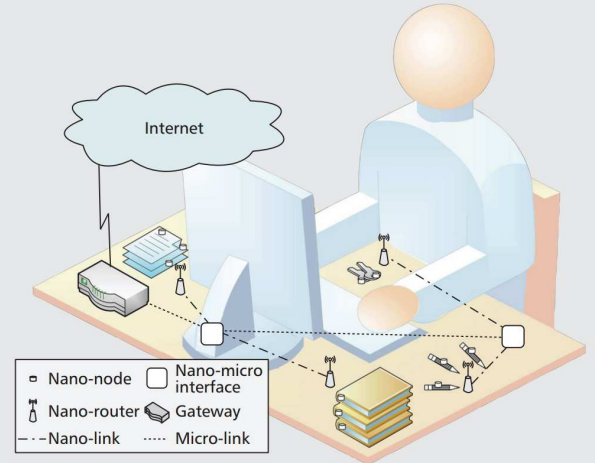 Internet
Nano-node
Nano-micro
interface
Nano-router
Gateway
Nano-link
Micro-link